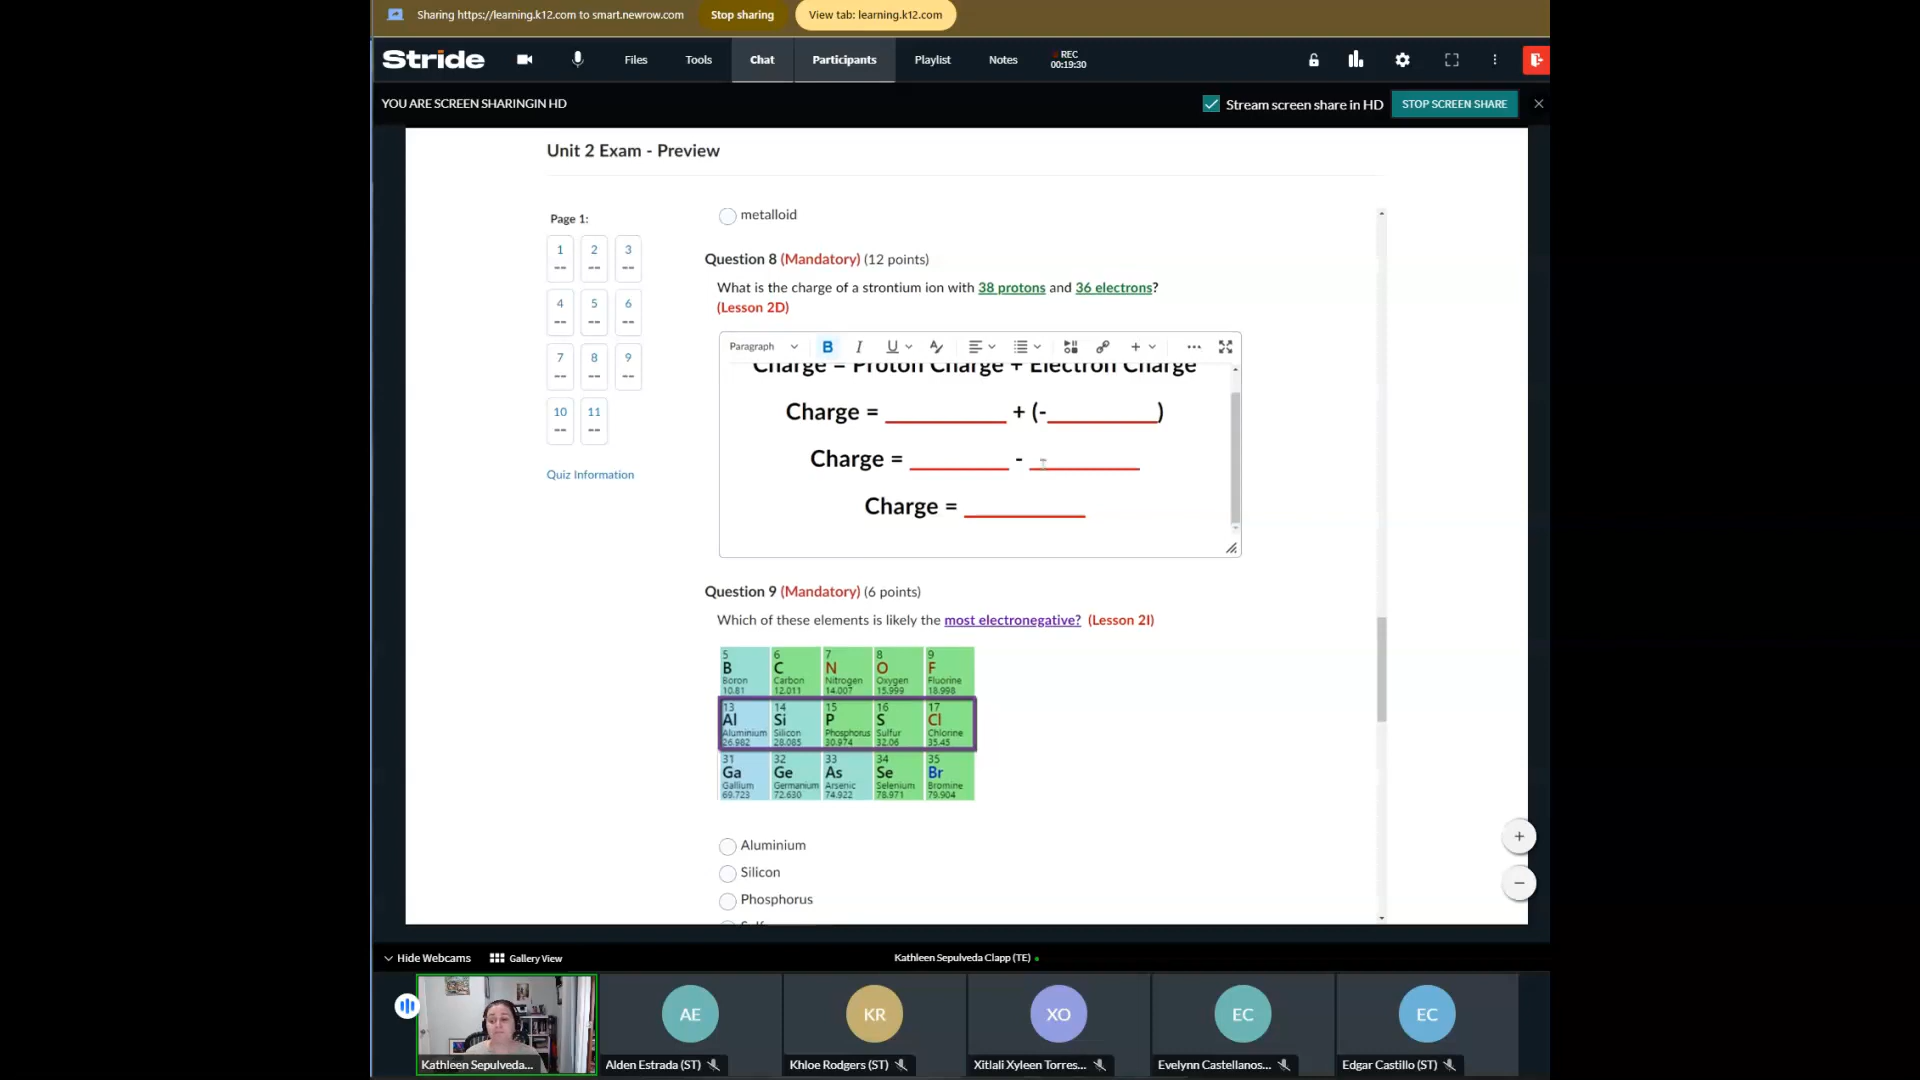 Sharing https://learning.k12.com to smart.newrow.com
Stop sharing
View tab: learning.k12.com
Stride
Files
Tools
Chat
Participants
Playlist
Notes
REC
00:19:30
YOU ARE SCREEN SHARINGIN HD
Stream screen share in HD
STOP SCREEN SHARE
Unit 2 Exam - Preview
Page 1:
1 2 3
-- -- --
4 5 6
-- -- --
7 8 9
-- -- --
10 11
-- --
Quiz Information
metalloid
Question 8 (Mandatory) (12 points)
What is the charge of a strontium ion with 38 protons and 36 electrons?
(Lesson 2D)
Paragraph
Charge = Proton Charge + Electron Charge
Charge = __________ + (-__________)
Charge = _________ - __________
Charge = __________
Question 9 (Mandatory) (6 points)
Which of these elements is likely the most electronegative? (Lesson 2I)
5 6 7 8 9
B C N O F
Boron Carbon Nitrogen Oxygen Fluorine
10.81 12.011 14.007 15.999 18.998
13 14 15 16 17
Al Si P S Cl
Aluminium Silicon Phosphorus Sulfur Chlorine
26.982 28.085 30.974 32.06 35.45
31 32 33 34 35
Ga Ge As Se Br
Gallium Germanium Arsenic Selenium Bromine
69.723 72.630 74.922 78.971 79.904
Aluminium
Silicon
Phosphorus
Hide Webcams
Gallery View
Kathleen Sepulveda Clapp (TE)
AE KR XO EC EC
Kathleen Sepulveda...
Alden Estrada (ST)
Khloe Rodgers (ST)
Xitlali Xyleen Torres...
Evelynn Castellanos...
Edgar Castillo (ST)